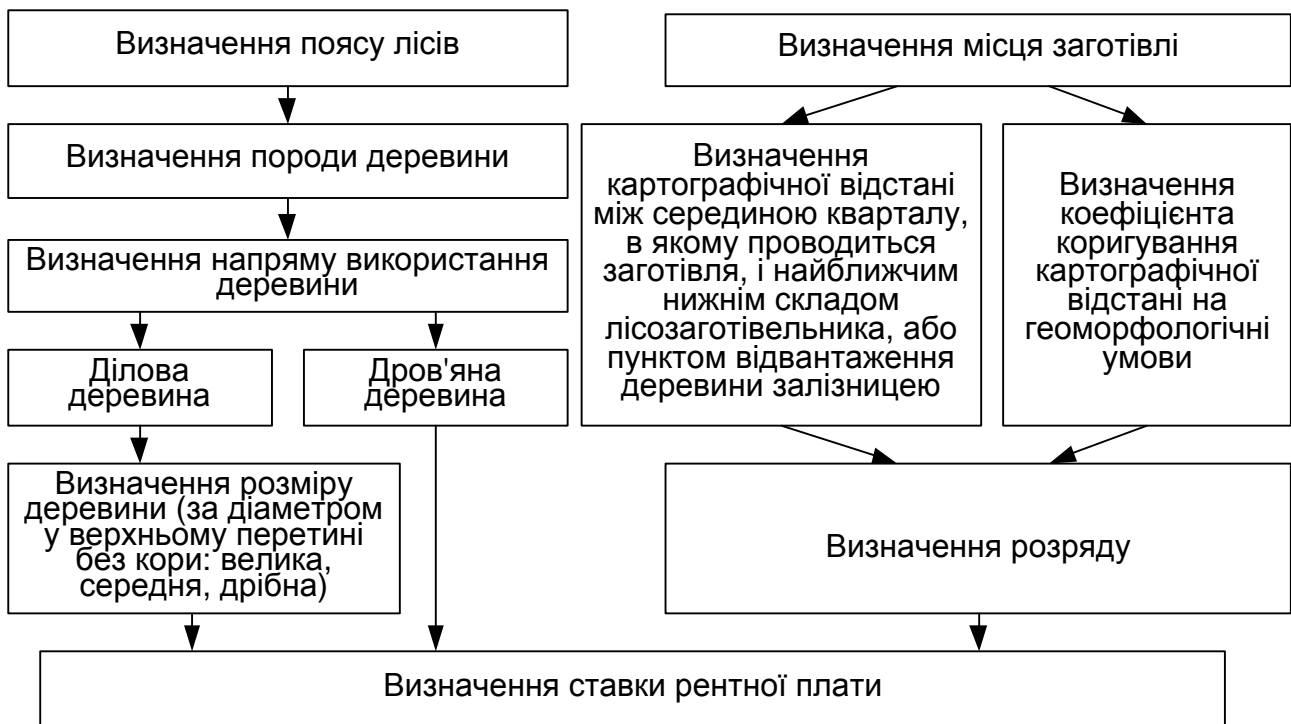 Визначення поясу лісів
Визначення місця заготівлі
Визначення породи деревини
Визначення
картографічної відстані
між серединою кварталу,
в якому проводиться
заготівля, і найближчим
нижнім складом
лісозаготівельника, або
пунктом відвантаження
деревини залізницею
Визначення
коефіцієнта
коригування
картографічної
відстані на
геоморфологічні
умови
Визначення напряму використання
деревини
Ділова
деревина
Дров'яна
деревина
Визначення розміру
деревини (за діаметром
у верхньому перетині
без кори: велика,
середня, дрібна)
Визначення розряду
Визначення ставки рентної плати